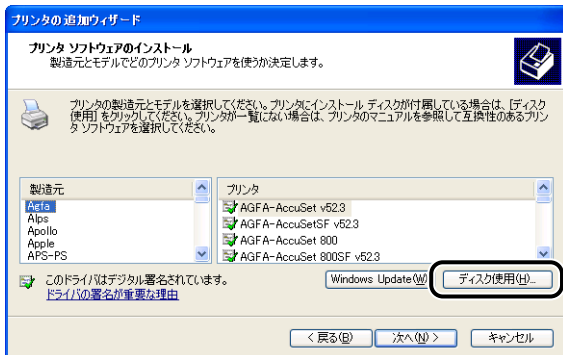 プリンタの追加ウィザード
プリンタ ソフトウェアのインストール
製造元とモデルでどのプリンタ ソフトウェアを使うか決定します。
プリンタの製造元とモデルを選択してください。プリンタにインストール ディスクが付属している場合は、[ディスク
使用] をクリックしてください。プリンタが一覧にない場合は、プリンタのマニュアルを参照して互換性のあるプリン
タ ソフトウェアを選択してください。
製造元
Agfa
Alps
Apollo
Apple
APS-PS
プリンタ
AGFA-AccuSet v52.3
AGFA-AccuSetSF v52.3
AGFA-AccuSet 800
AGFA-AccuSet 800SF v52.3
このドライバはデジタル署名されています。
ドライバの署名が重要な理由
Windows Update(W)
ディスク使用(H)...
< 戻る(B)
次へ(N) >
キャンセル